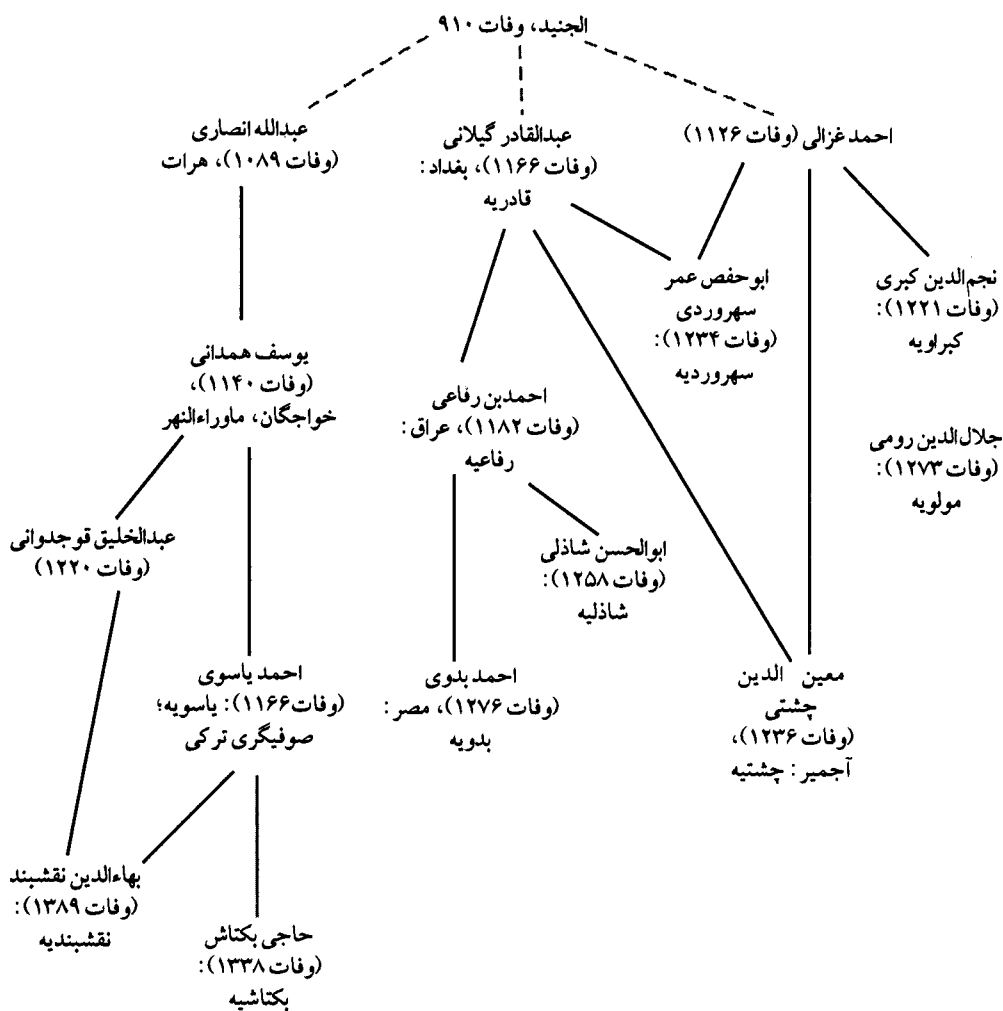 الجنید، وفات ۹۱۰
احمد غزالی (وفات ۱۱۲۶)
عبدالقادر گیلانی
(وفات ۱۱۶۶)، بغداد:
قادریه
عبدالله انصاری
(وفات ۱۰۸۹)، هرات
نجم‌الدین کبری
(وفات ۱۲۲۱):
کبراویه
ابوحفص عمر
سهروردی
(وفات ۱۲۳۴):
سهروردیه
یوسف همدانی
(وفات ۱۱۴۰)،
خواجگان، ماوراءالنهر
احمدبن رفاعی
(وفات ۱۱۸۲)، عراق:
رفاعیه
جلال‌الدین رومی
(وفات ۱۲۷۳):
مولویه
ابوالحسن شاذلی
(وفات ۱۲۵۸):
شاذلیه
عبدالخلیق قوجدوانی
(وفات ۱۲۲۰)
معین الدین
چشتی
(وفات ۱۲۳۶)،
آجمیر: چشتیه
احمد بدوی
(وفات ۱۲۷۶)، مصر:
بدویه
احمد یاسوی
(وفات ۱۱۶۶): یاسویه؛
صوفیگری ترکی
بهاءالدین نقشبند
(وفات ۱۳۸۹):
نقشبندیه
حاجی بکتاش
(وفات ۱۳۳۸):
بکتاشیه